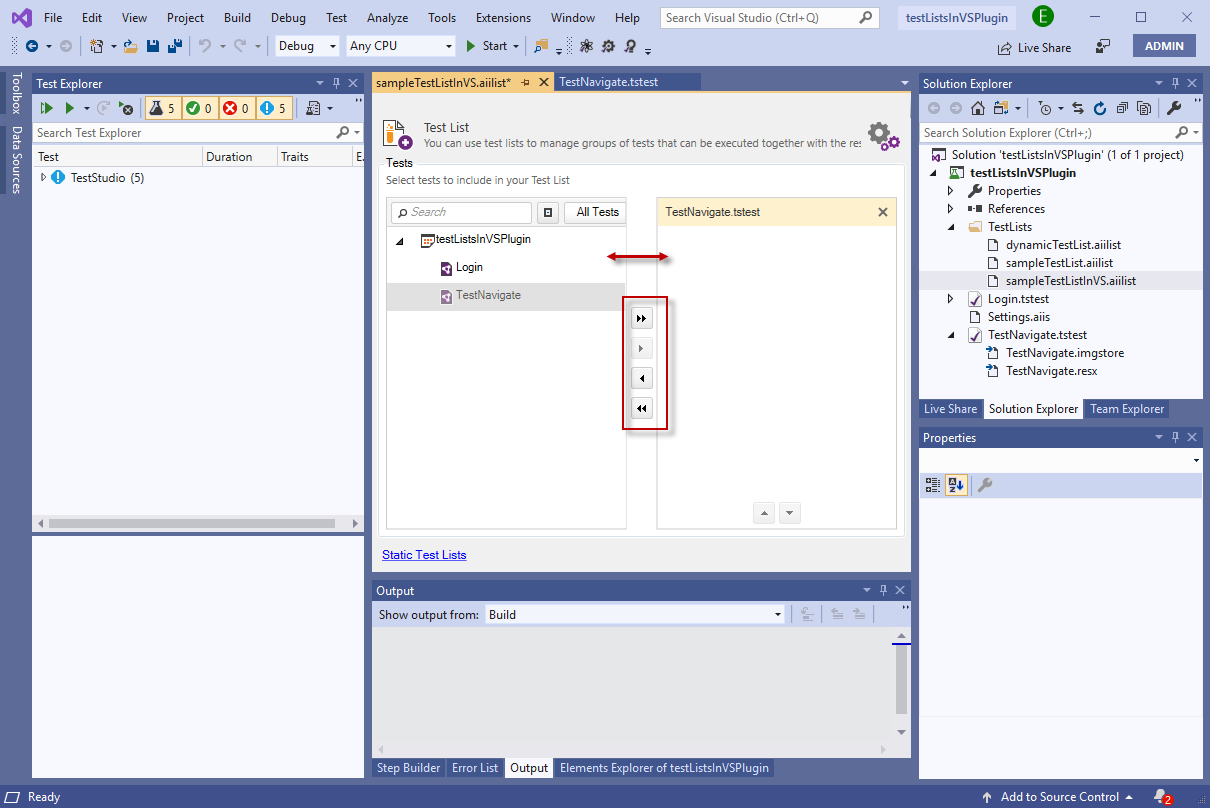 File Edit View Project Build Debug Test Analyze Tools Extensions Window Help Search Visual Studio (Ctrl+Q) testListsInVSPlugin E
Debug Any CPU Start Live Share ADMIN
Toolbox
Data Sources
Test Explorer
5 0 0 5
Search Test Explorer
Test Duration Traits E.
TestStudio (5)
sampleTestListInVS.aiilist* TestNavigate.tstest
Test List
You can use test lists to manage groups of tests that can be executed together with the res
Tests
Select tests to include in your Test List
Search All Tests
testListsInVSPlugin
Login
TestNavigate
TestNavigate.tstest
Static Test Lists
Output
Show output from: Build
Step Builder Error List Output Elements Explorer of testListsInVSPlugin
Solution Explorer
Search Solution Explorer (Ctrl+;)
Solution 'testListsInVSPlugin' (1 of 1 project)
testListsInVSPlugin
Properties
References
TestLists
dynamicTestList.aiilist
sampleTestList.aiilist
sampleTestListInVS.aiilist
Login.tstest
Settings.aiis
TestNavigate.tstest
TestNavigate.imgstore
TestNavigate.resx
Live Share Solution Explorer Team Explorer
Properties
Ready Add to Source Control 2